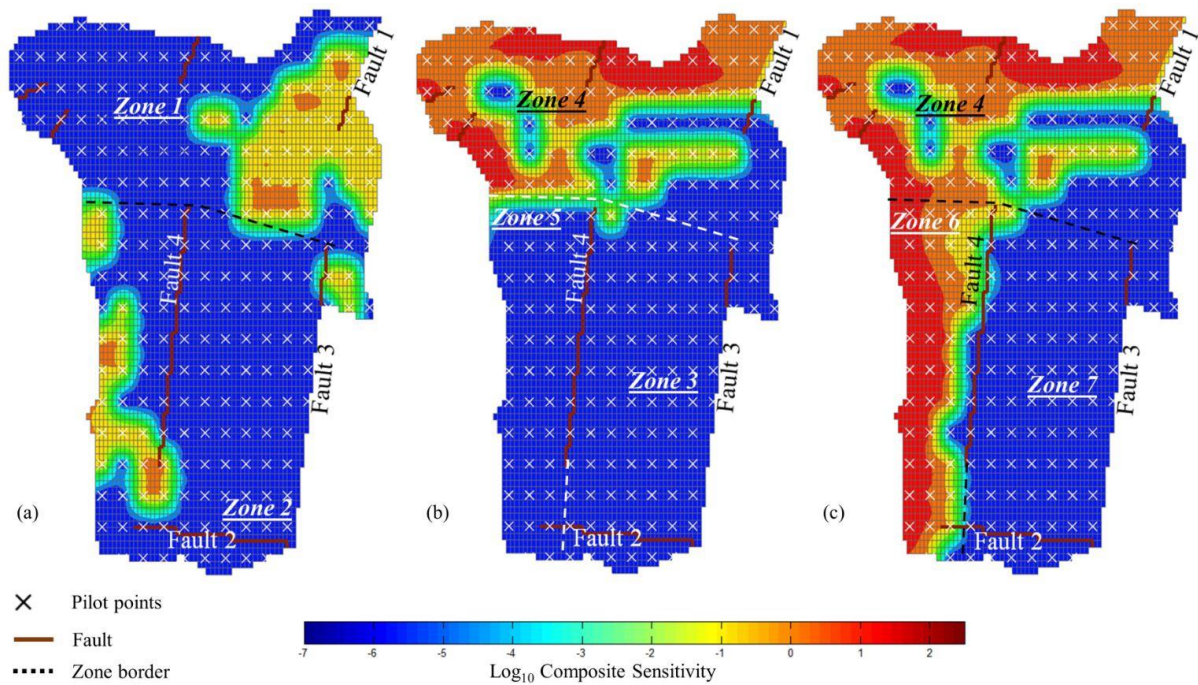 Zone 1
Fault 1
Fault 4
Fault 3
Zone 2
Fault 2
(a)
Zone 4
Fault 1
Zone 5
Fault 4
Zone 3
Fault 3
Fault 2
(b)
Zone 4
Fault 1
Zone 6
Fault 4
Zone 7
Fault 3
Fault 2
(c)
Pilot points
Fault
Zone border
-7 -6 -5 -4 -3 -2 -1 0 1 2
Log₁₀ Composite Sensitivity